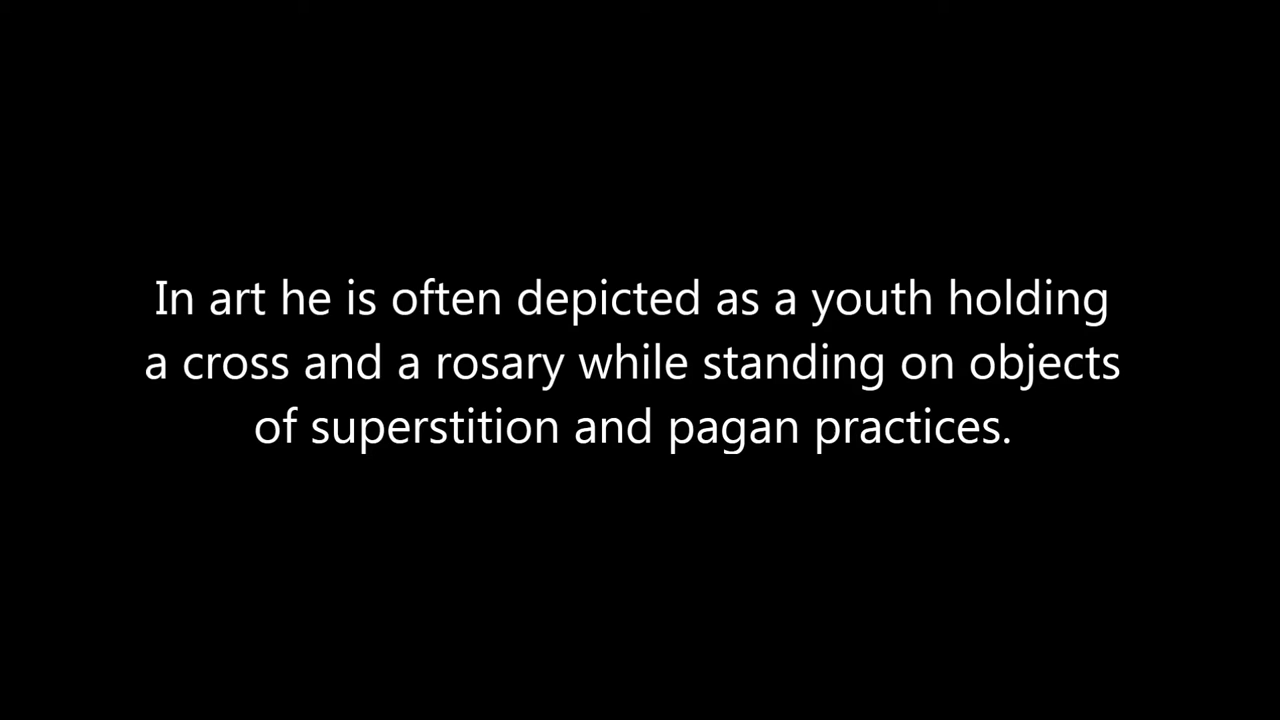 In art he is often depicted as a youth holding
a cross and a rosary while standing on objects
of superstition and pagan practices.